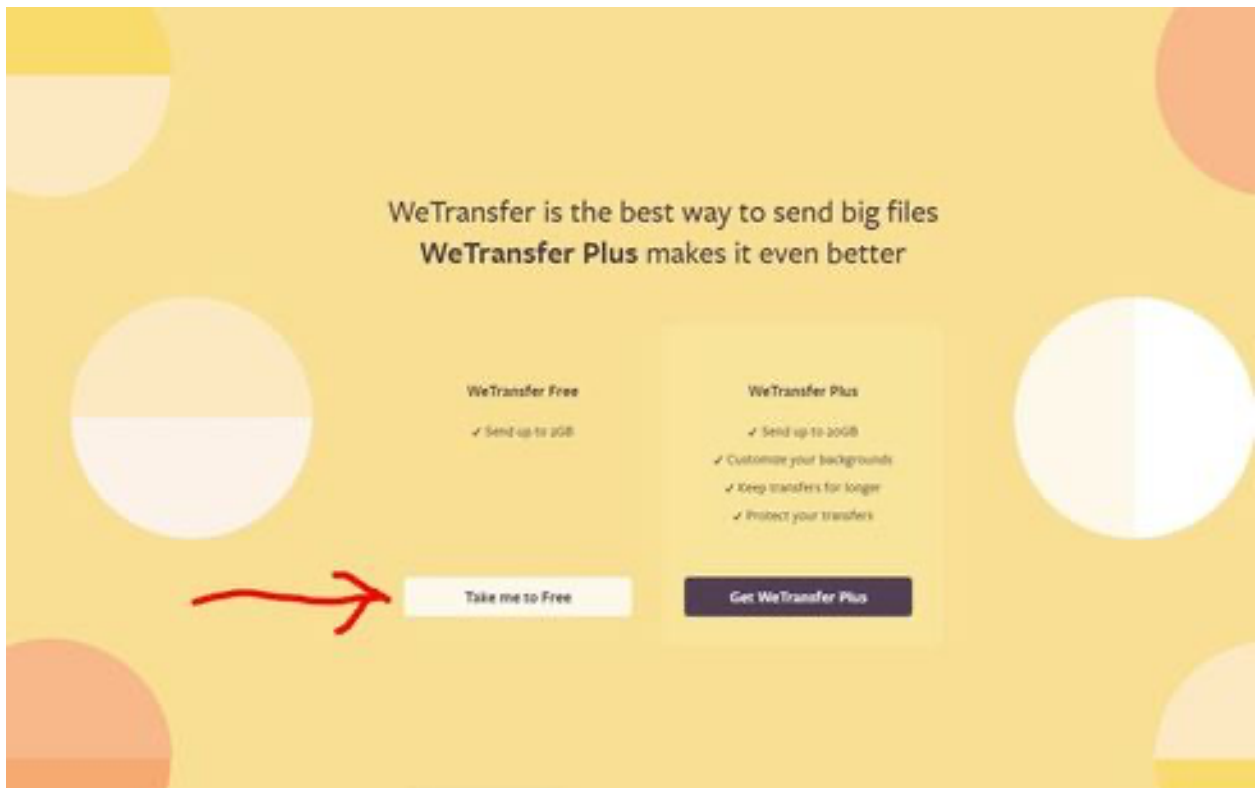 WeTransfer is the best way to send big files
WeTransfer Plus makes it even better
WeTransfer Free
✓ Send up to 2GB
Take me to Free
WeTransfer Plus
✓ Send up to 20GB
✓ Customize your backgrounds
✓ Keep transfers for longer
✓ Protect your transfers
Get WeTransfer Plus